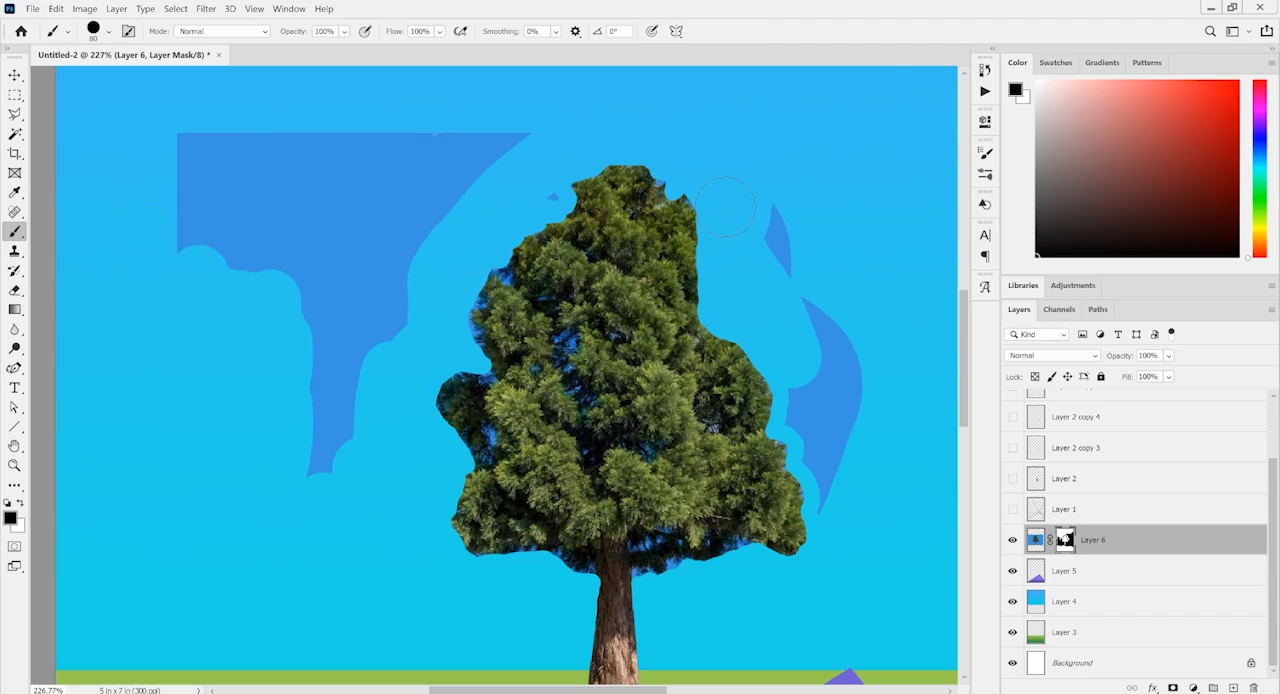 Ps File Edit Image Layer Type Select Filter 3D View Window Help
80 Mode: Normal Opacity: 100% Flow: 100% Smoothing: 0% 0°
Untitled-2 @ 227% (Layer 6, Layer Mask/8) * ×
Color Swatches Gradients Patterns
Libraries Adjustments
Layers Channels Paths
Kind
Normal Opacity: 100%
Lock: Fill: 100%
Layer 2 copy 4
Layer 2 copy 3
Layer 2
Layer 1
Layer 6
Layer 5
Layer 4
Layer 3
Background
226.77% 5 in x 7 in (300 ppi)
fx